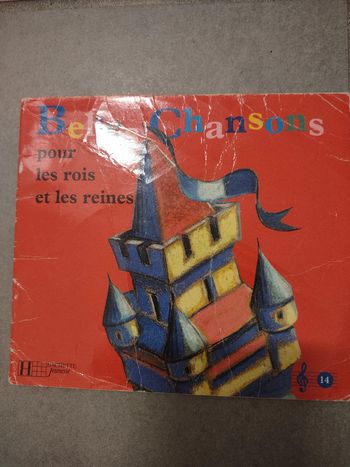 Belles Chansons
pour
les rois
et les reines
H HACHETTE
Jeunesse
14